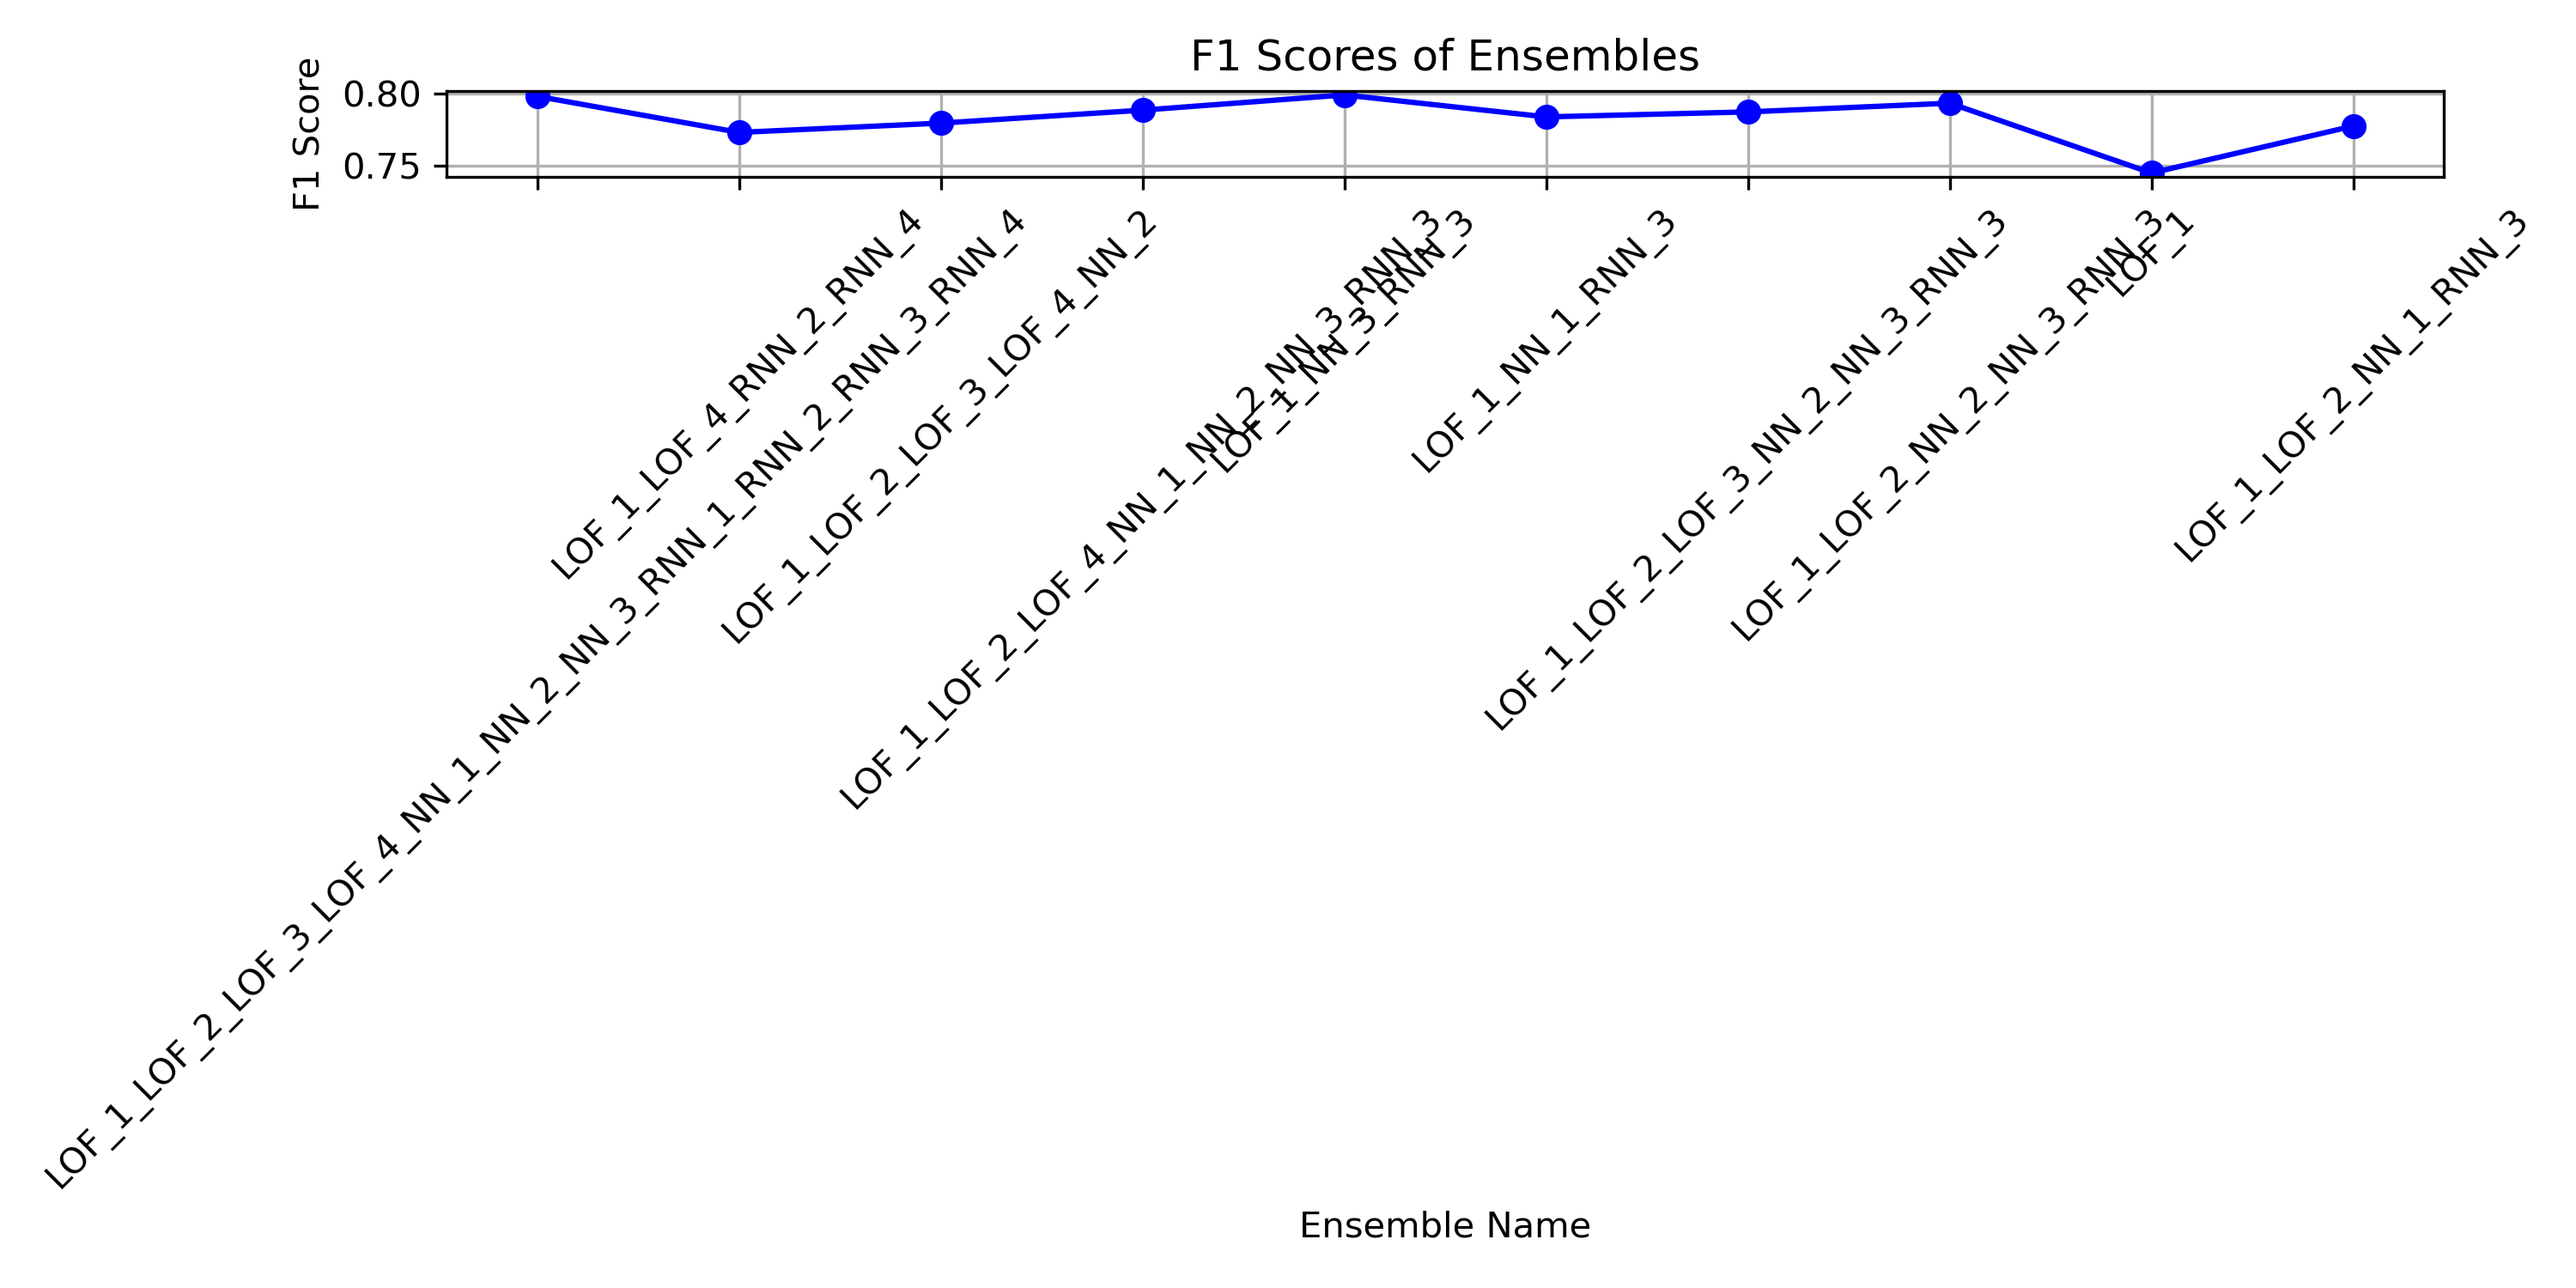 F1 Scores of Ensembles
F1 Score
0.80
0.75
LOF_1_LOF_4_RNN_2_RNN_4
LOF_1_LOF_2_LOF_3_LOF_4_NN_1_NN_2_NN_3_RNN_1_RNN_2_RNN_3_RNN_4
LOF_1_LOF_2_LOF_3_LOF_4_NN_2
LOF_1_LOF_2_LOF_4_NN_1_NN_2_NN_3_RNN_3
LOF_1_NN_3_RNN_3
LOF_1_NN_1_RNN_3
LOF_1_LOF_2_LOF_3_NN_2_NN_3_RNN_3
LOF_1_LOF_2_NN_2_NN_3_RNN_3
LOF_1
LOF_1_LOF_2_NN_1_RNN_3
Ensemble Name